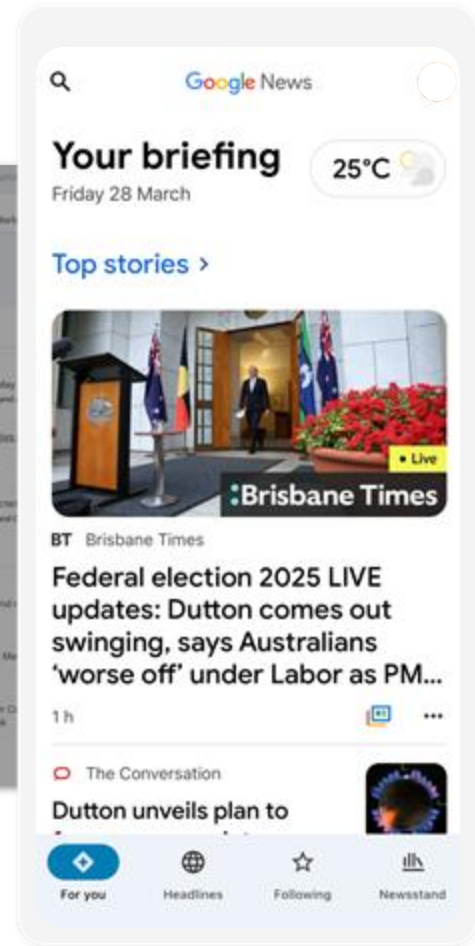 Google News
Your briefing
25°C
Friday 28 March
Top stories >
• Live
:Brisbane Times
BT Brisbane Times
Federal election 2025 LIVE
updates: Dutton comes out
swinging, says Australians
‘worse off’ under Labor as PM...
1 h
The Conversation
Dutton unveils plan to
For you
Headlines
Following
Newsstand